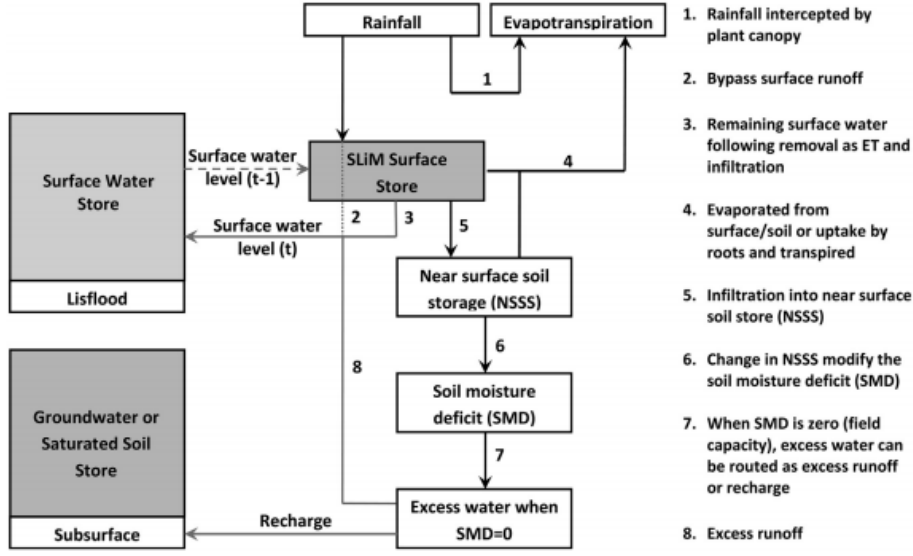 Rainfall
Evapotranspiration
1
SLiM Surface
Store
4
Surface Water
Store
Lisflood
Surface water
level (t-1)
Surface water
level (t)
2
3
5
Near surface soil
storage (NSSS)
6
8
Soil moisture
deficit (SMD)
7
Excess water when
SMD=0
Groundwater or
Saturated Soil
Store
Subsurface
Recharge
1. Rainfall intercepted by
plant canopy
2. Bypass surface runoff
3. Remaining surface water
following removal as ET and
infiltration
4. Evaporated from
surface/soil or uptake by
roots and transpired
5. Infiltration into near surface
soil store (NSSS)
6. Change in NSSS modify the
soil moisture deficit (SMD)
7. When SMD is zero (field
capacity), excess water can
be routed as excess runoff
or recharge
8. Excess runoff